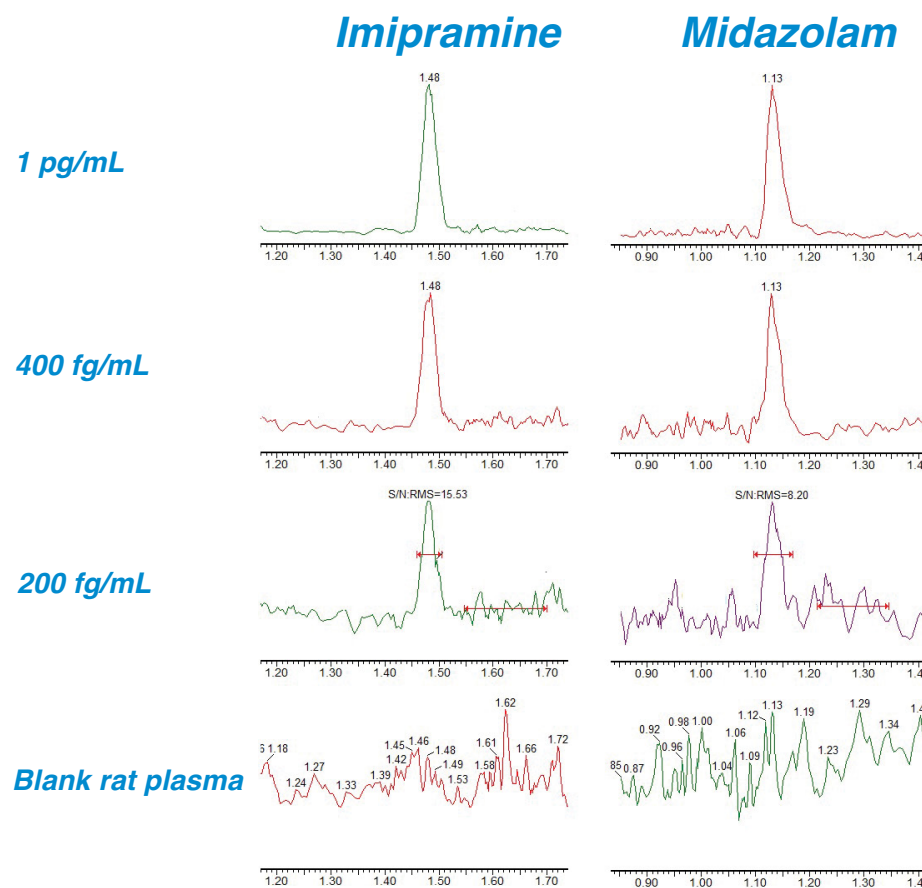 Imipramine Midazolam
1 pg/mL
1.48
1.13
1.20 1.30 1.40 1.50 1.60 1.70
0.90 1.00 1.10 1.20 1.30
400 fg/mL
1.48
1.13
1.20 1.30 1.40 1.50 1.60 1.70
0.90 1.00 1.10 1.20 1.30
200 fg/mL
S/N:RMS=15.53
S/N:RMS=8.20
1.20 1.30 1.40 1.50 1.60 1.70
0.90 1.00 1.10 1.20 1.30
Blank rat plasma
1.18 1.24 1.27 1.33 1.39 1.42 1.45 1.46 1.48 1.49 1.53 1.58 1.61 1.62 1.66 1.72
0.87 0.92 0.96 0.98 1.00 1.04 1.06 1.09 1.12 1.13 1.19 1.23 1.29 1.34
1.20 1.30 1.40 1.50 1.60 1.70
0.90 1.00 1.10 1.20 1.30